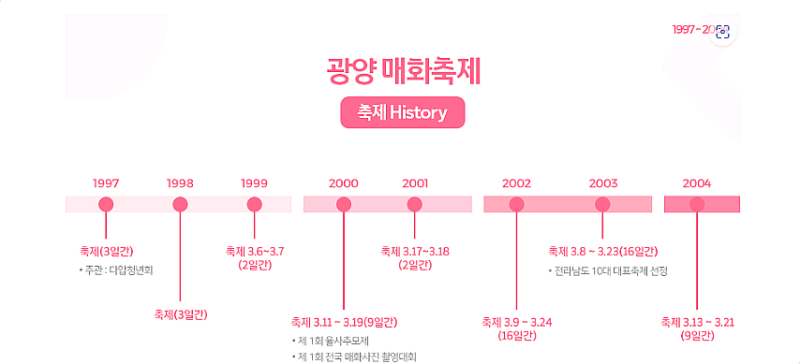 1997~20
광양 매화축제
축제 History
1997 1998 1999 2000 2001 2002 2003 2004
축제(3일간)
• 주관 : 다압청년회
축제(3일간)
축제 3.6~3.7
(2일간)
축제 3.11 ~ 3.19(9일간)
• 제 1회 율사추모제
• 제 1회 전국 매화사진 촬영대회
축제 3.17~3.18
(2일간)
축제 3.9 ~ 3.24
(16일간)
축제 3.8 ~ 3.23(16일간)
• 전라남도 10대 대표축제 선정
축제 3.13 ~ 3.21
(9일간)